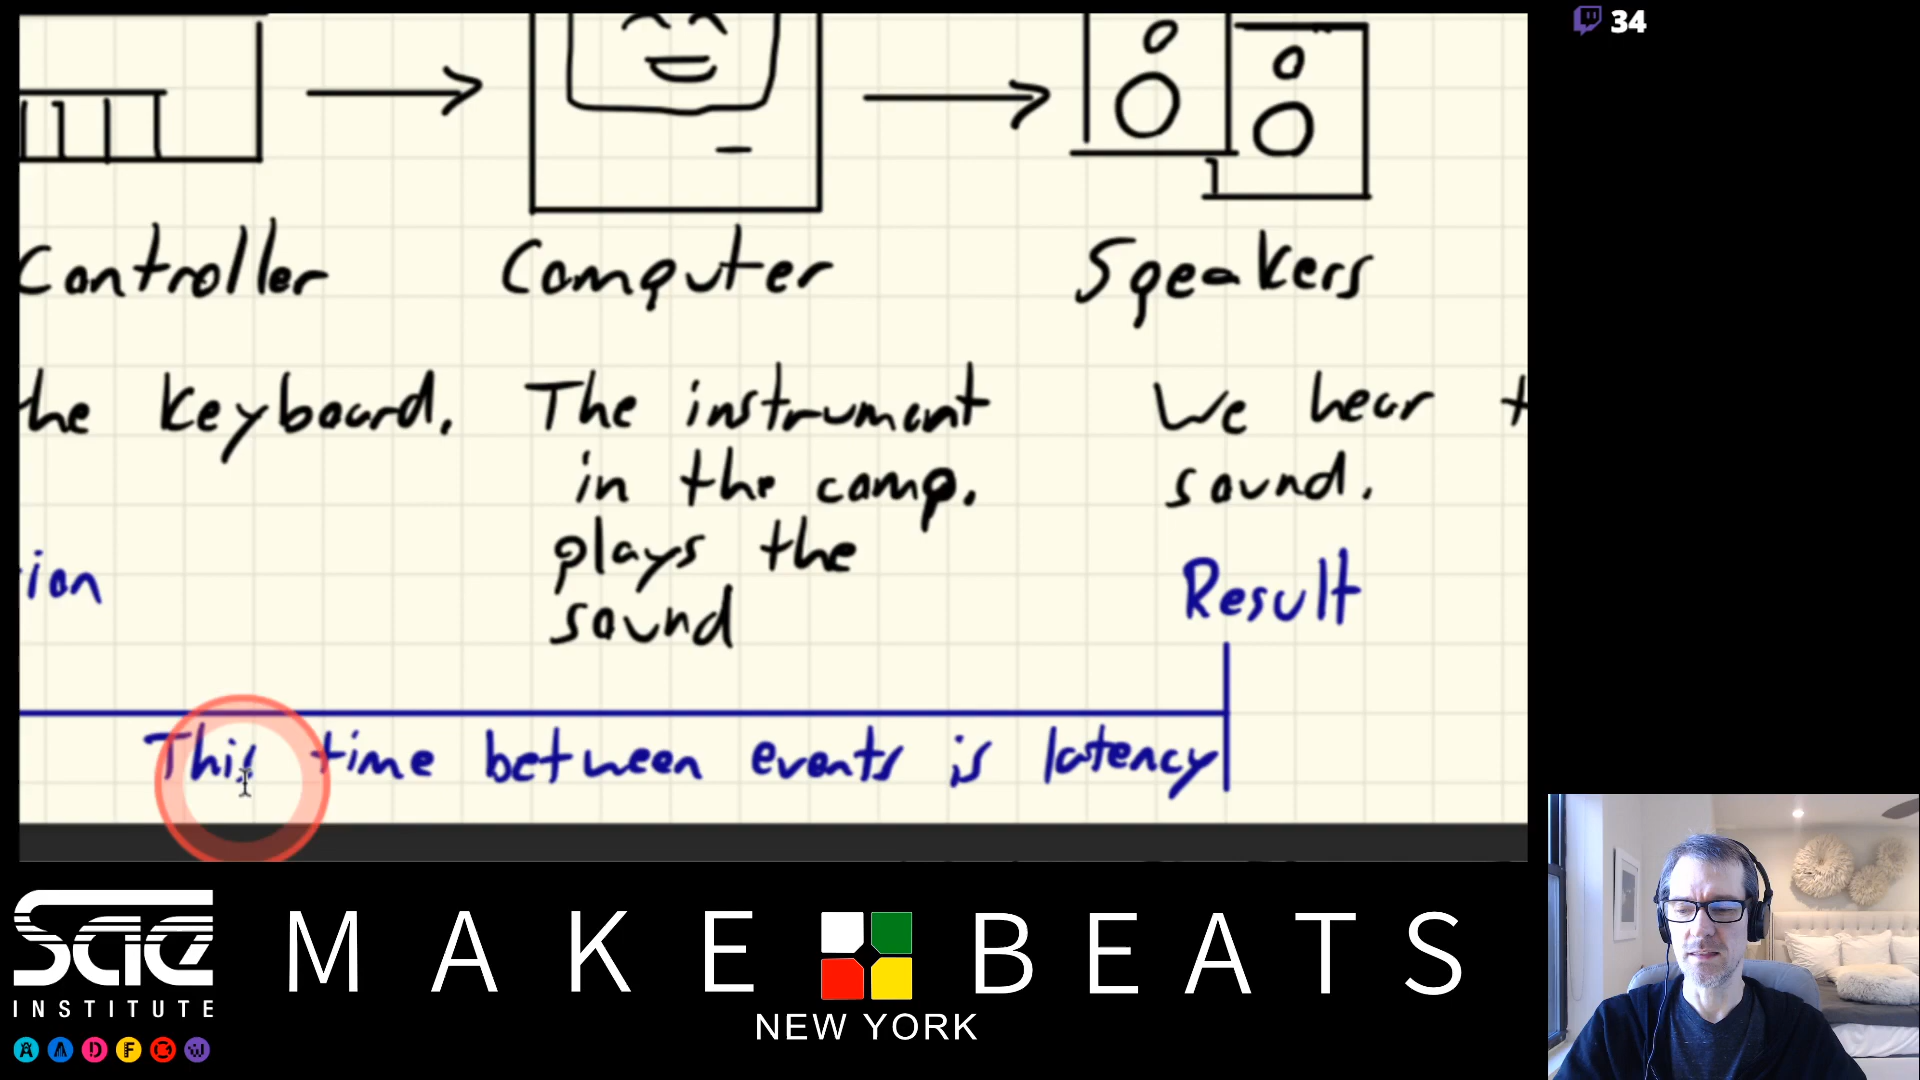 34
Controller Computer Speakers
he keyboard. The instrument We hear t
in the comp. sound.
plays the
ion Result
sound
This time between events is latency
sae
INSTITUTE
A A D F C W
MAKE BEATS
NEW YORK